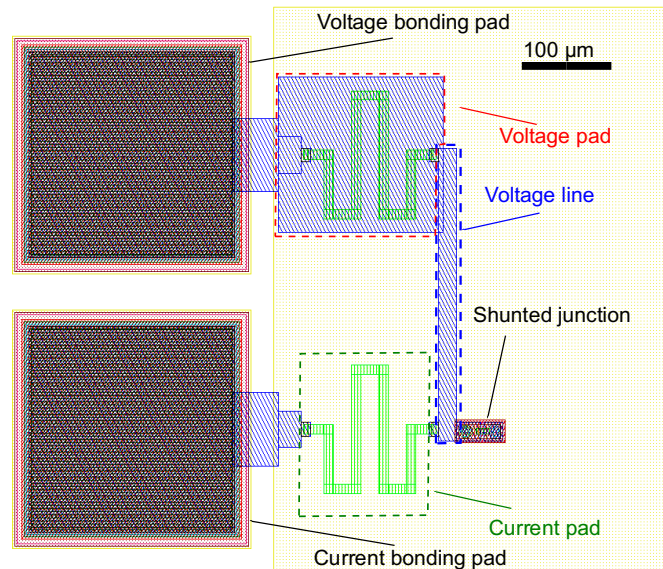 Voltage bonding pad
100 µm
Voltage pad
Voltage line
Shunted junction
Current pad
Current bonding pad